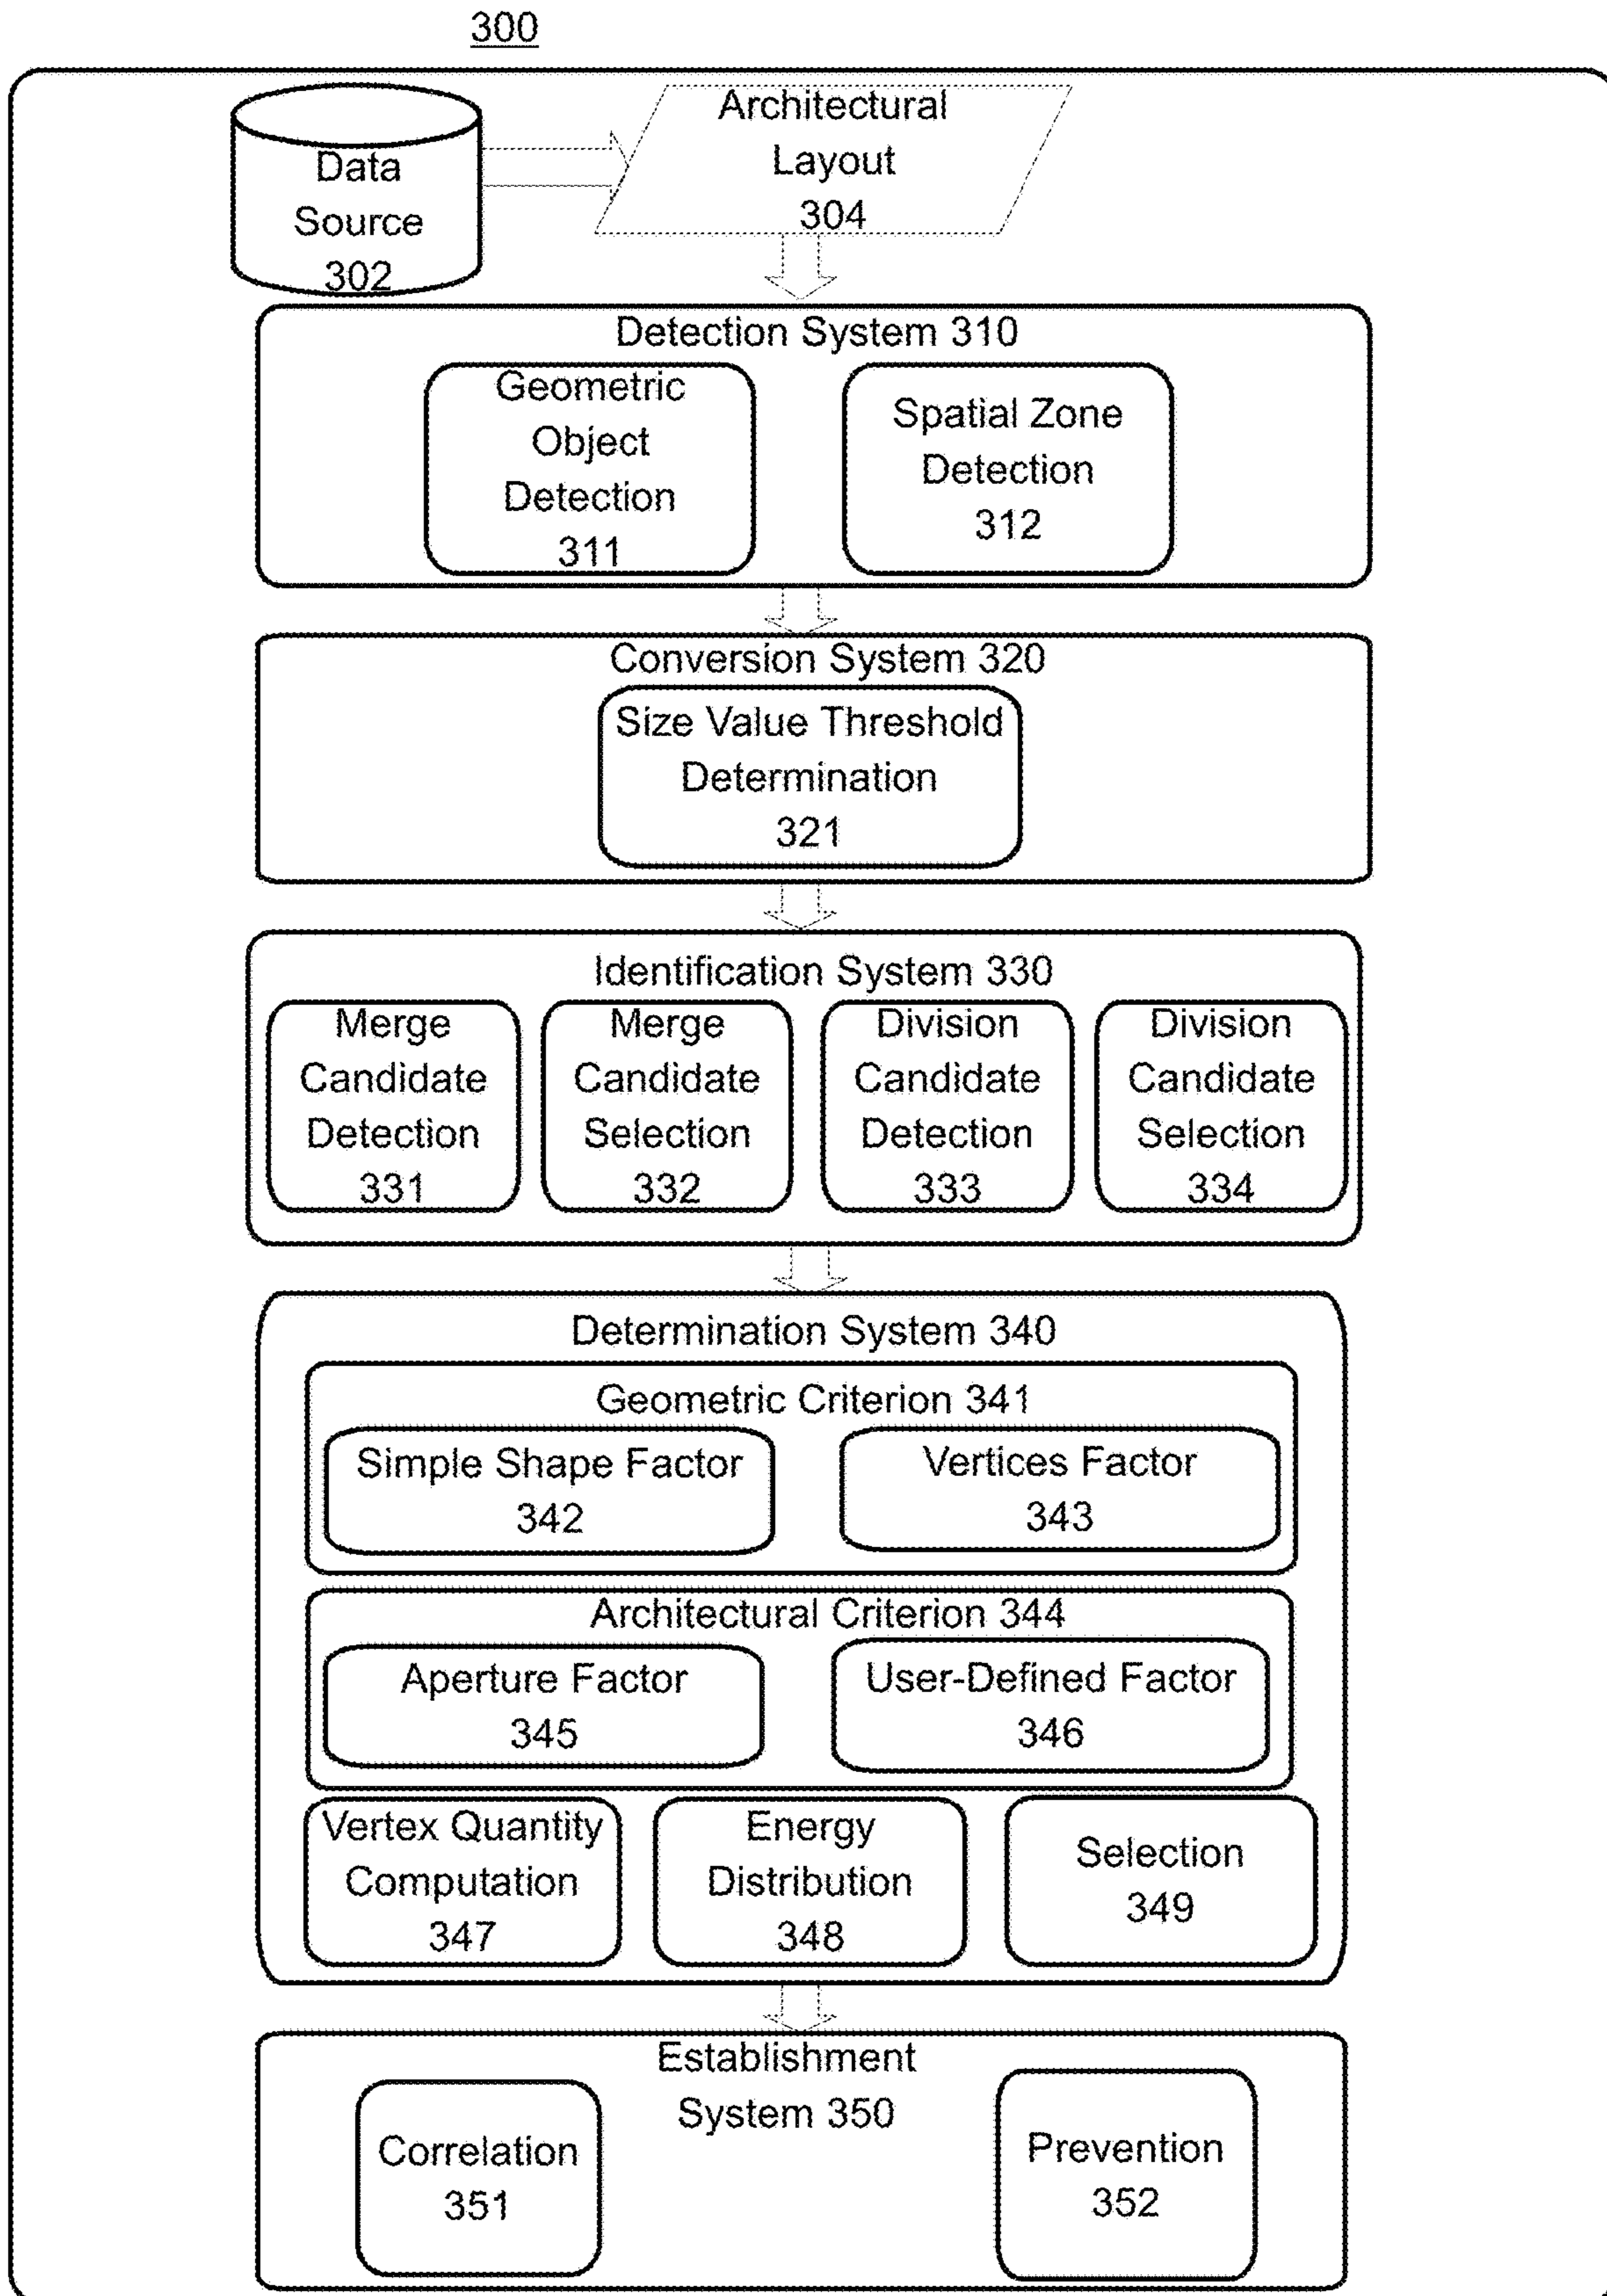 300
Data
Source
302
Architectural
Layout
304
Detection System 310
Geometric
Object
Detection
311
Spatial Zone
Detection
312
Conversion System 320
Size Value Threshold
Determination
321
Identification System 330
Merge
Candidate
Detection
331
Merge
Candidate
Selection
332
Division
Candidate
Detection
333
Division
Candidate
Selection
334
Determination System 340
Geometric Criterion 341
Simple Shape Factor
342
Vertices Factor
343
Architectural Criterion 344
Aperture Factor
345
User-Defined Factor
346
Vertex Quantity
Computation
347
Energy
Distribution
348
Selection
349
Establishment
System 350
Correlation
351
Prevention
352